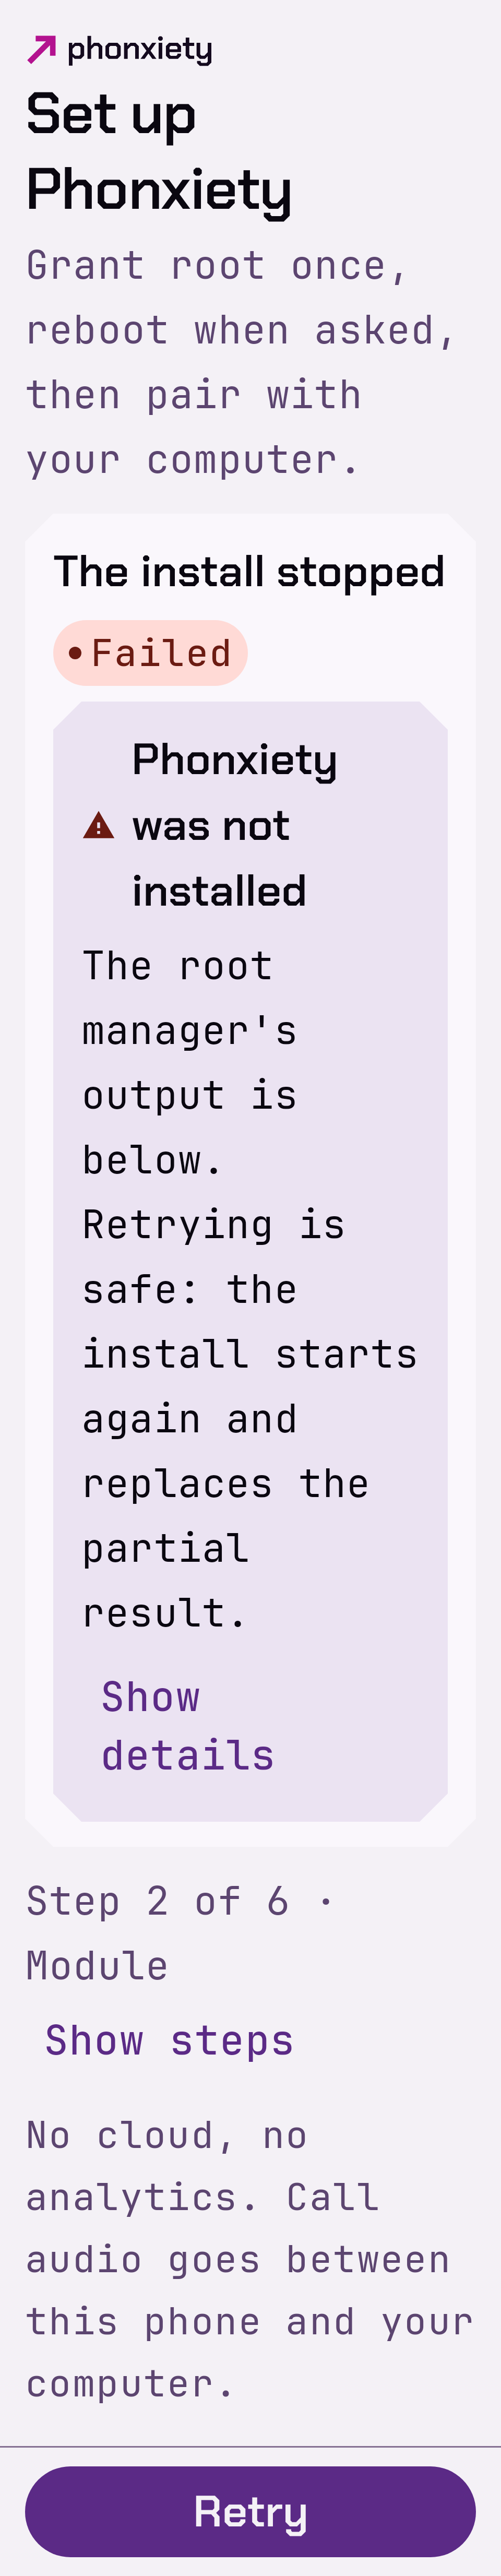 phonxiety
Set up
Phonxiety
Grant root once,
reboot when asked,
then pair with
your computer.
The install stopped
Failed
Phonxiety
was not
installed
The root
manager's
output is
below.
Retrying is
safe: the
install starts
again and
replaces the
partial
result.
Show
details
Step 2 of 6 ·
Module
Show steps
No cloud, no
analytics. Call
audio goes between
this phone and your
computer.
Retry